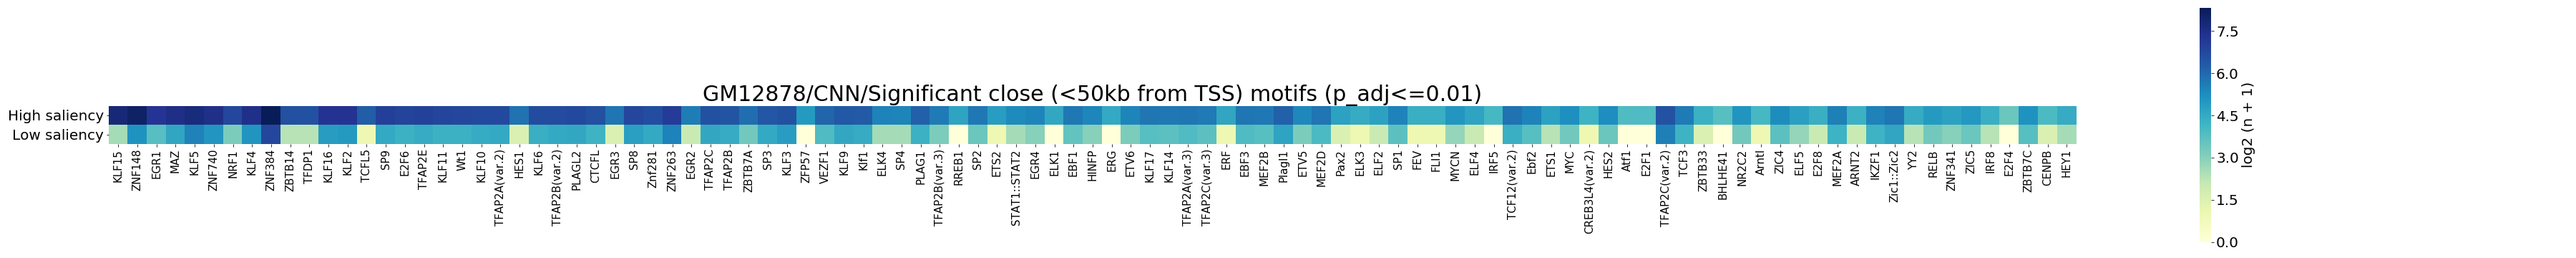 GM12878/CNN/Significant close (<50kb from TSS) motifs (p_adj<=0.01)
High saliency
Low saliency
KLF15
ZNF148
EGR1
MAZ
KLF5
ZNF740
NRF1
KLF4
ZNF384
ZBTB14
TFDP1
KLF16
KLF2
TCFL5
SP9
E2F6
TFAP2E
KLF11
Wt1
KLF10
TFAP2A(var.2)
HES1
KLF6
TFAP2B(var.2)
PLAGL2
CTCFL
EGR3
SP8
Znf281
ZNF263
EGR2
TFAP2C
TFAP2B
ZBTB7A
SP3
KLF3
ZFP57
VEZF1
KLF9
Klf1
ELK4
SP4
PLAG1
TFAP2B(var.3)
RREB1
SP2
ETS2
STAT1::STAT2
EGR4
ELK1
EBF1
HINFP
ERG
ETV6
KLF17
KLF14
TFAP2A(var.3)
TFAP2C(var.3)
ERF
EBF3
MEF2B
Plagl1
ETV5
MEF2D
Pax2
ELK3
ELF2
SP1
FEV
FLI1
MYCN
ELF4
IRF5
TCF12(var.2)
Ebf2
ETS1
MYC
CREB3L4(var.2)
HES2
Atf1
E2F1
TFAP2C(var.2)
TCF3
ZBTB33
BHLHE41
NR2C2
Arntl
ZIC4
ELF5
E2F8
MEF2A
ARNT2
IKZF1
Zic1::Zic2
YY2
RELB
ZNF341
ZIC5
IRF8
E2F4
ZBTB7C
CENPB
HEY1
7.5
6.0
4.5
3.0
1.5
0.0
log2 (n + 1)